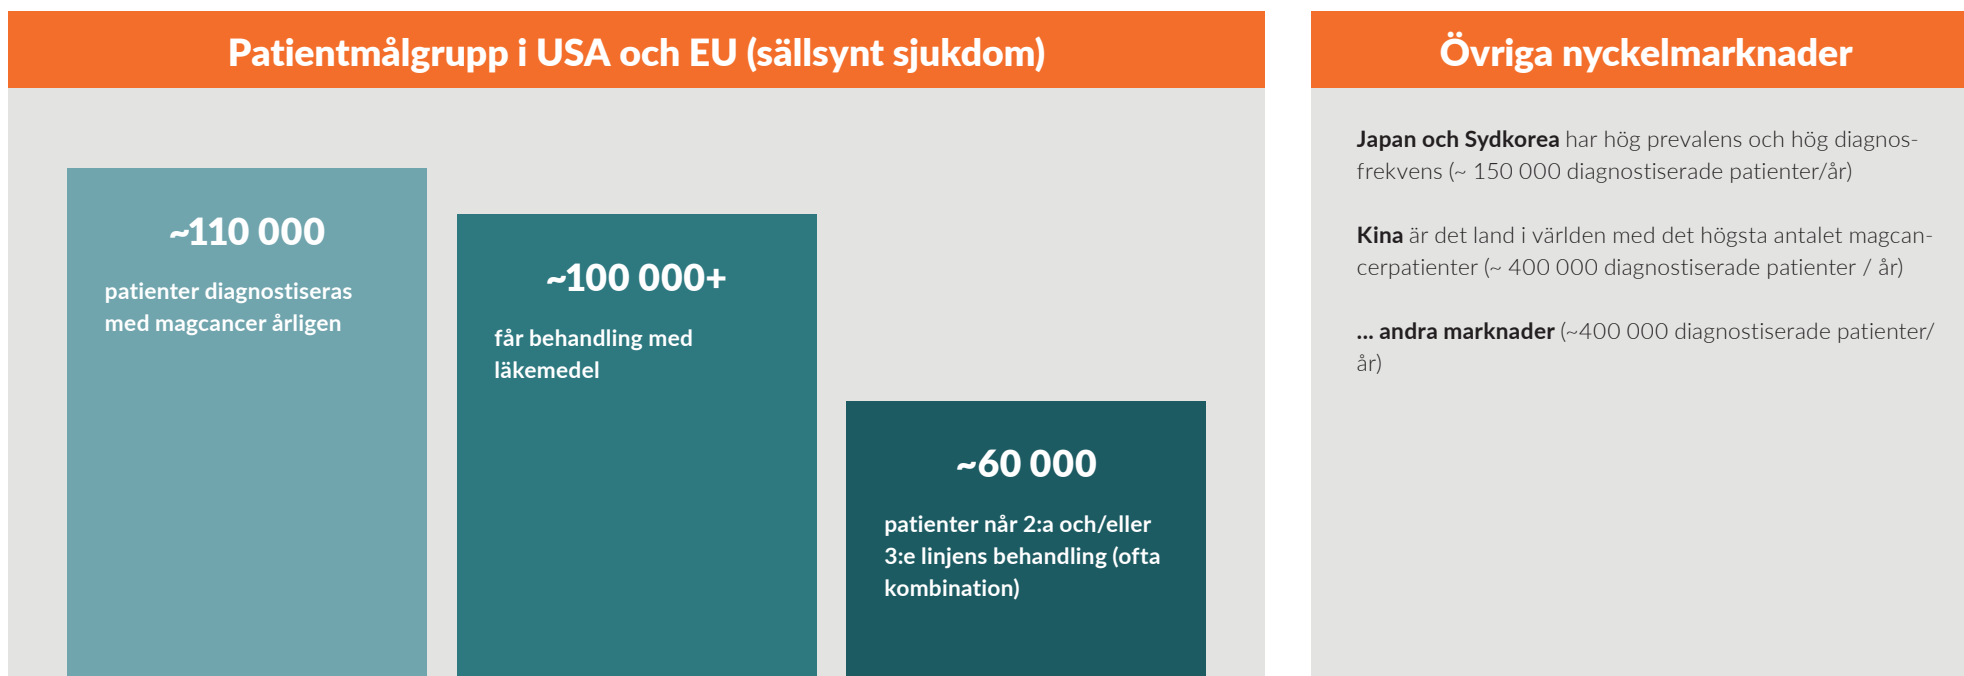 Patientmålgrupp i USA och EU (sällsynt sjukdom)
~110 000
patienter diagnostiseras
med magcancer årligen
~100 000+
får behandling med
läkemedel
~60 000
patienter når 2:a och/eller
3:e linjens behandling (ofta
kombination)
Övriga nyckelmarknader
Japan och Sydkorea har hög prevalens och hög diagnos-
frekvens (~ 150 000 diagnostiserade patienter/år)
Kina är det land i världen med det högsta antalet magcan-
cerpatienter (~ 400 000 diagnostiserade patienter / år)
... andra marknader (~400 000 diagnostiserade patienter/
år)